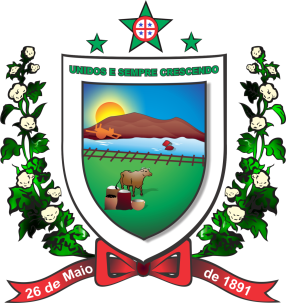 UNIDOS E SEMPRE CRESCENDO
26 de Maio
de 1891